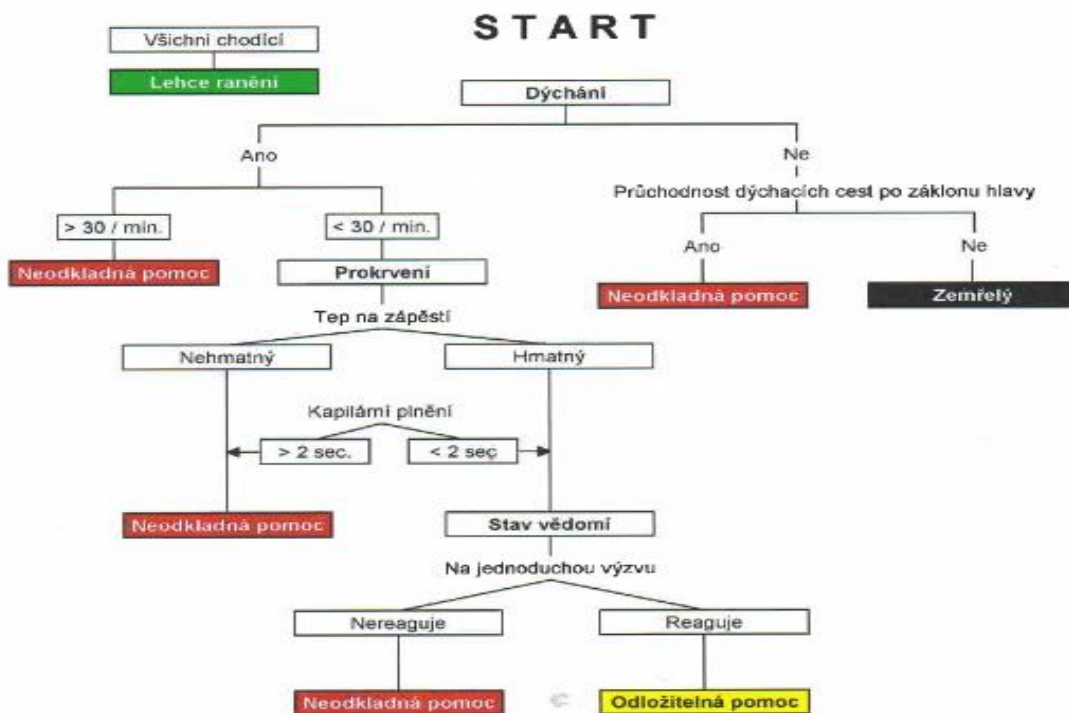 START
Všichni chodící
Lehce ranění
Dýchání
Ano
Ne
Průchodnost dýchacích cest po záklonu hlavy
> 30 / min.
< 30 / min.
Ano
Ne
Neodkladná pomoc
Prokrvení
Neodkladná pomoc
Zemřelý
Tep na zápěstí
Nehmatný
Hmatný
Kapilární plnění
> 2 sec.
< 2 sec
Neodkladná pomoc
Stav vědomí
Na jednoduchou výzvu
Nereaguje
Reaguje
Neodkladná pomoc
Odložitelná pomoc